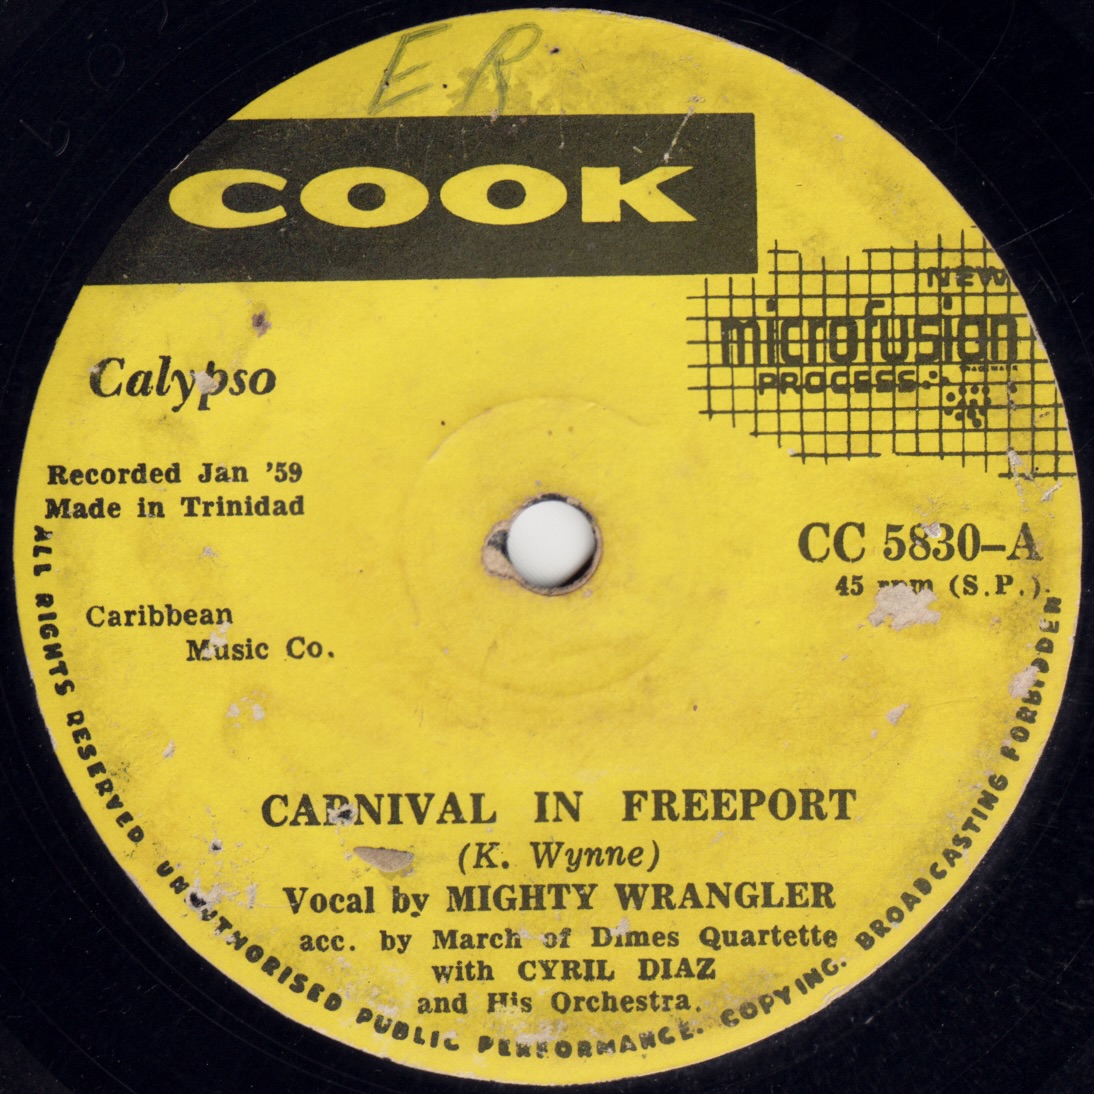 E R
COOK
NEW
microfusion
TRADE MARK
PROCESS
Calypso
Recorded Jan '59
Made in Trinidad
CC 5830-A
45 rpm (S.P.).
Caribbean
Music Co.
CARNIVAL IN FREEPORT
(K. Wynne)
Vocal by MIGHTY WRANGLER
acc. by March of Dimes Quartette
with CYRIL DIAZ
and His Orchestra.
ALL RIGHTS RESERVED UNAUTHORISED PUBLIC PERFORMANCE. COPYING. BROADCASTING FORBIDDEN